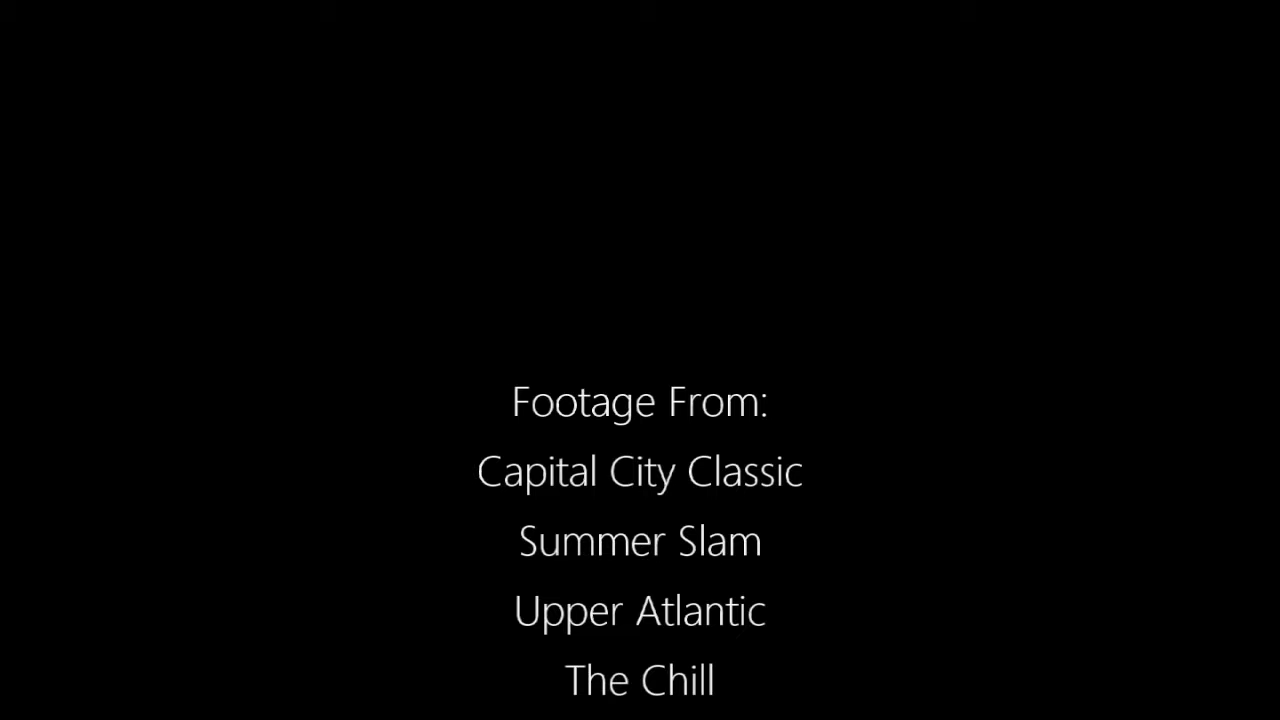 Footage From:
Capital City Classic
Summer Slam
Upper Atlantic
The Chill